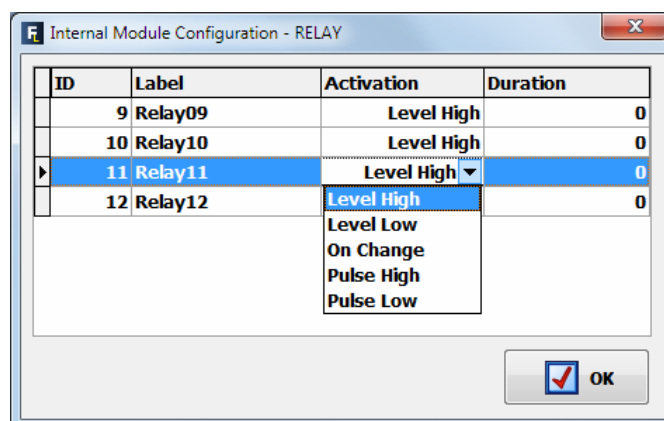 Internal Module Configuration - RELAY
ID Label Activation Duration
9 Relay09 Level High 0
10 Relay10 Level High 0
11 Relay11 Level High 0
12 Relay12 0
Level High
Level Low
On Change
Pulse High
Pulse Low
OK